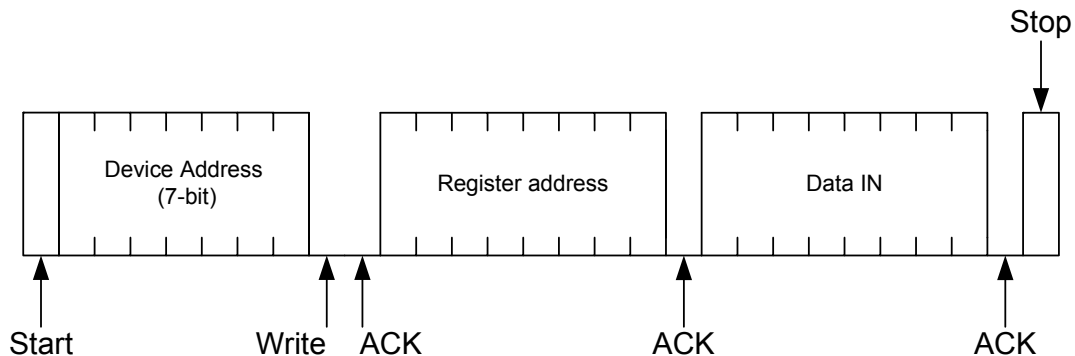 Stop
Device Address
(7-bit)
Register address
Data IN
Start
Write
ACK
ACK
ACK